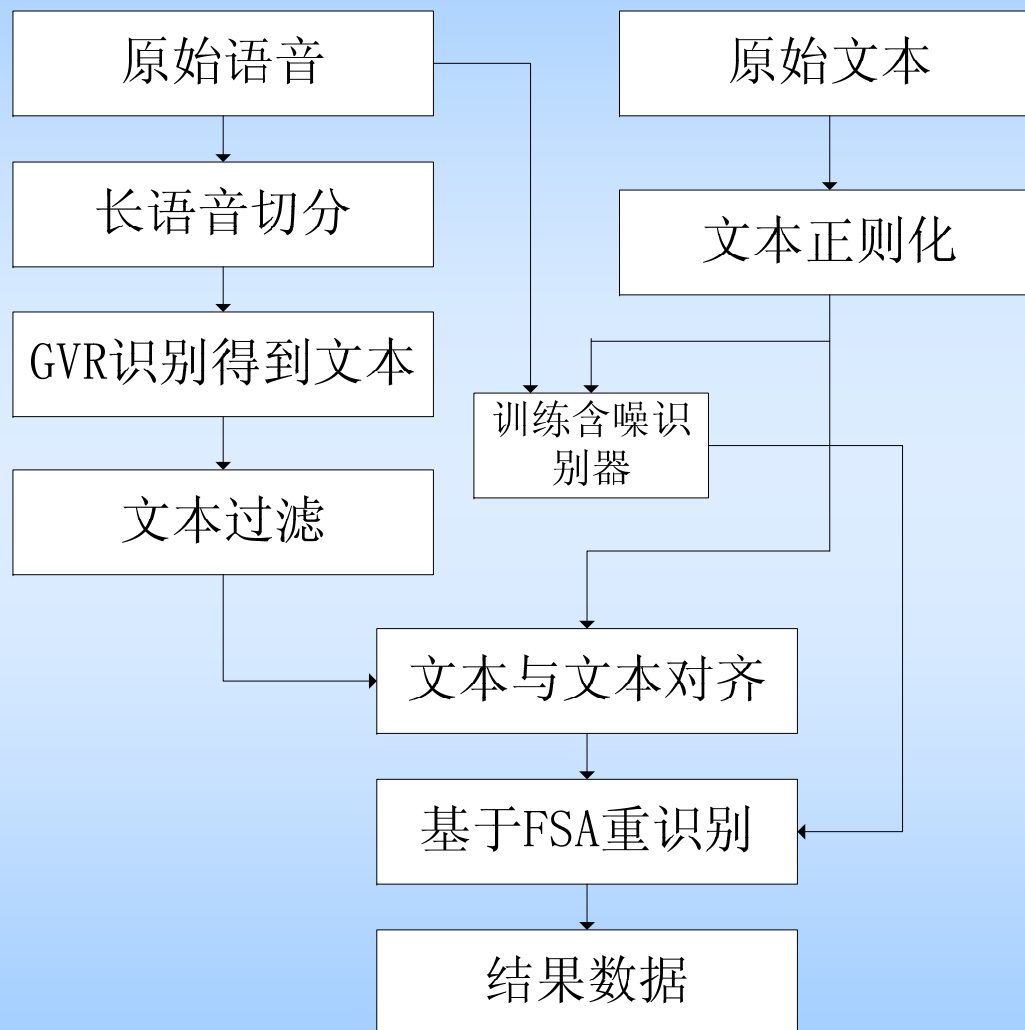 原始语音
原始文本
长语音切分
文本正则化
GVR识别得到文本
训练含噪识
别器
文本过滤
文本与文本对齐
基于FSA重识别
结果数据